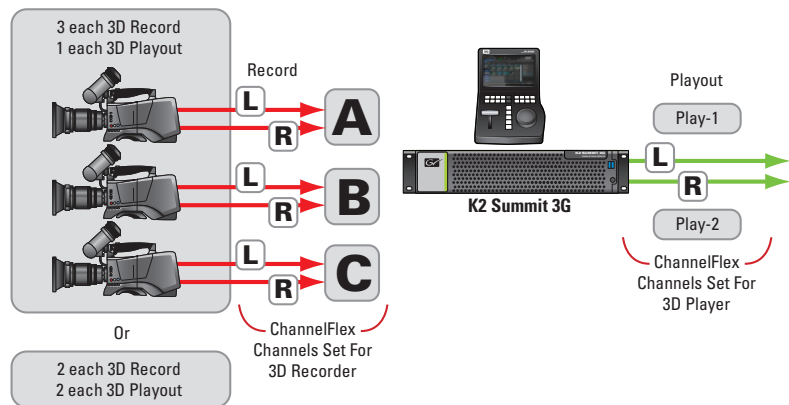 3 each 3D Record
1 each 3D Playout
Record
L
R
A
L
R
B
L
R
C
ChannelFlex
Channels Set For
3D Recorder
Or
2 each 3D Record
2 each 3D Playout
K2 Summit 3G
Playout
Play-1
L
R
Play-2
ChannelFlex
Channels Set For
3D Player